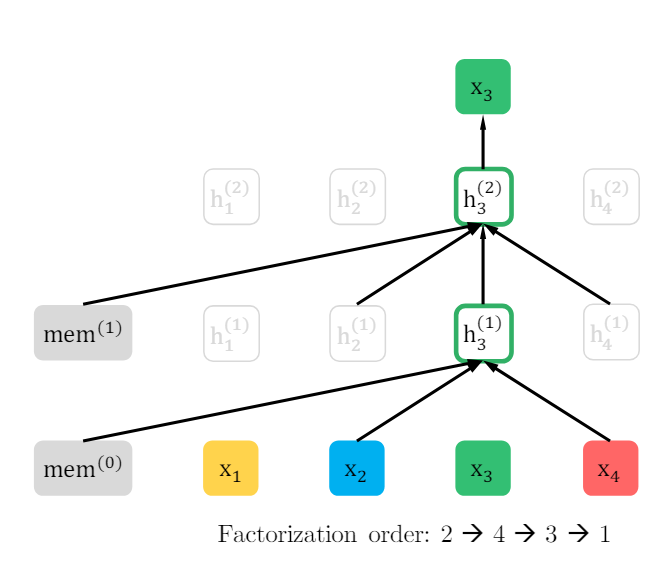 x₃
h₁⁽²⁾ h₂⁽²⁾ h₃⁽²⁾ h₄⁽²⁾
mem⁽¹⁾ h₁⁽¹⁾ h₂⁽¹⁾ h₃⁽¹⁾ h₄⁽¹⁾
mem⁽⁰⁾ x₁ x₂ x₃ x₄
Factorization order: 2 → 4 → 3 → 1